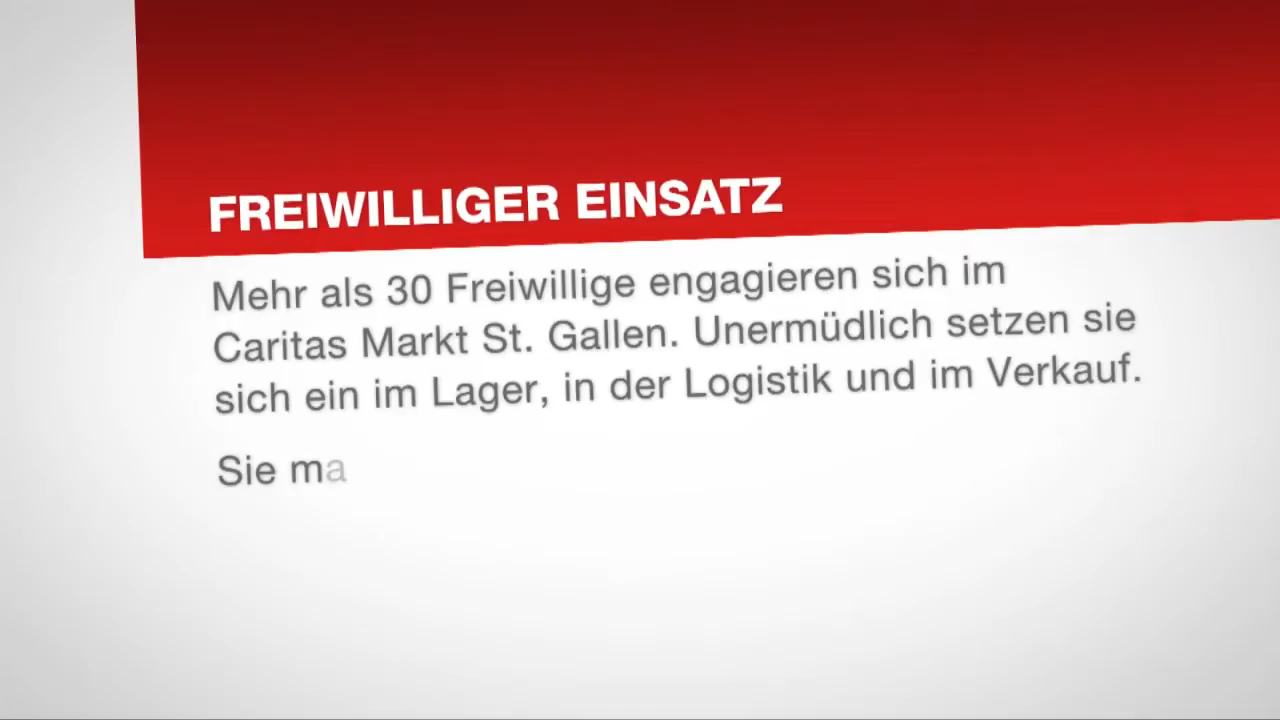 FREIWILLIGER EINSATZ
Mehr als 30 Freiwillige engagieren sich im
Caritas Markt St. Gallen. Unermüdlich setzen sie
sich ein im Lager, in der Logistik und im Verkauf.
Sie ma